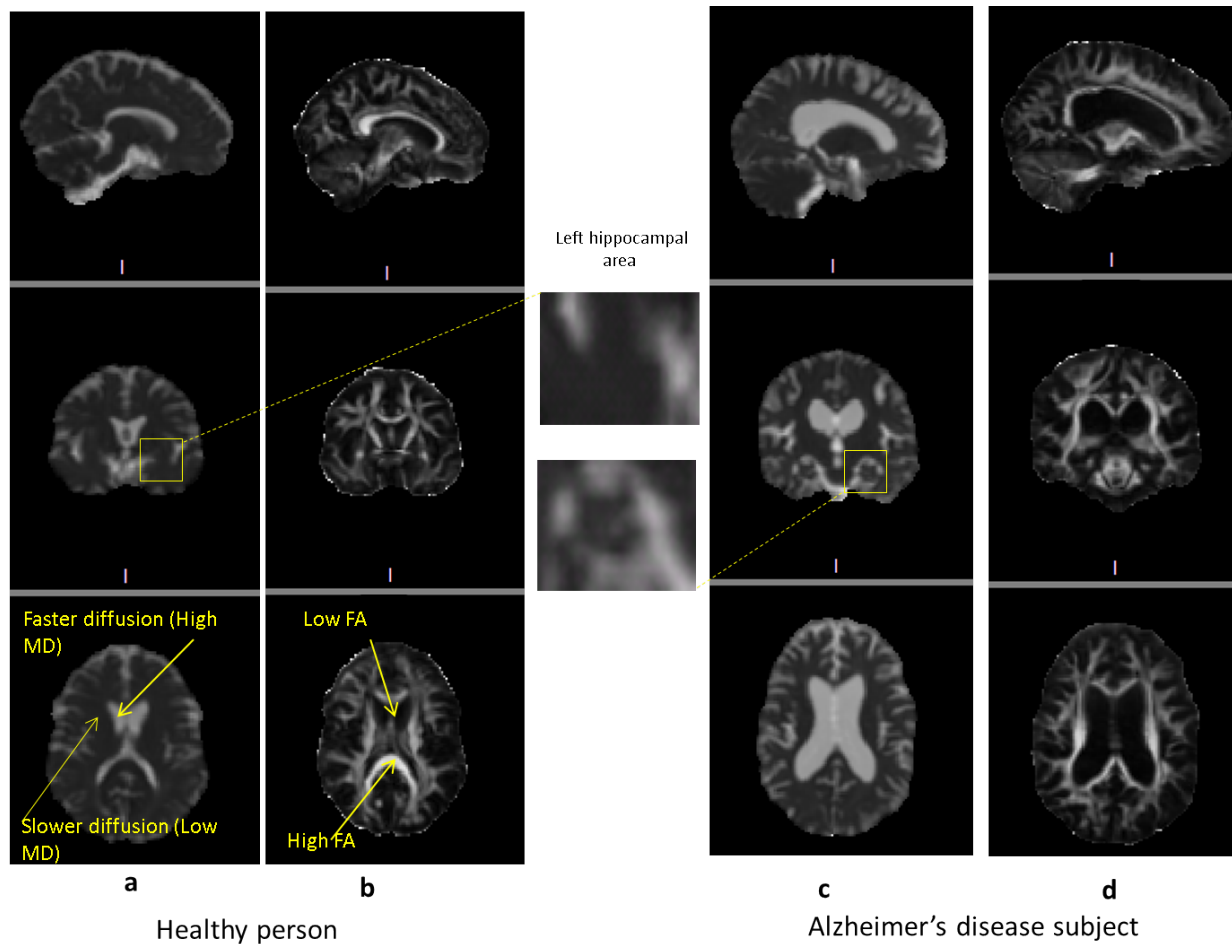 Left hippocampal
area
I
I
I
I
I
I
I
I
Faster diffusion (High
MD)
Low FA
Slower diffusion (Low
MD)
High FA
a
b
c
d
Healthy person
Alzheimer's disease subject